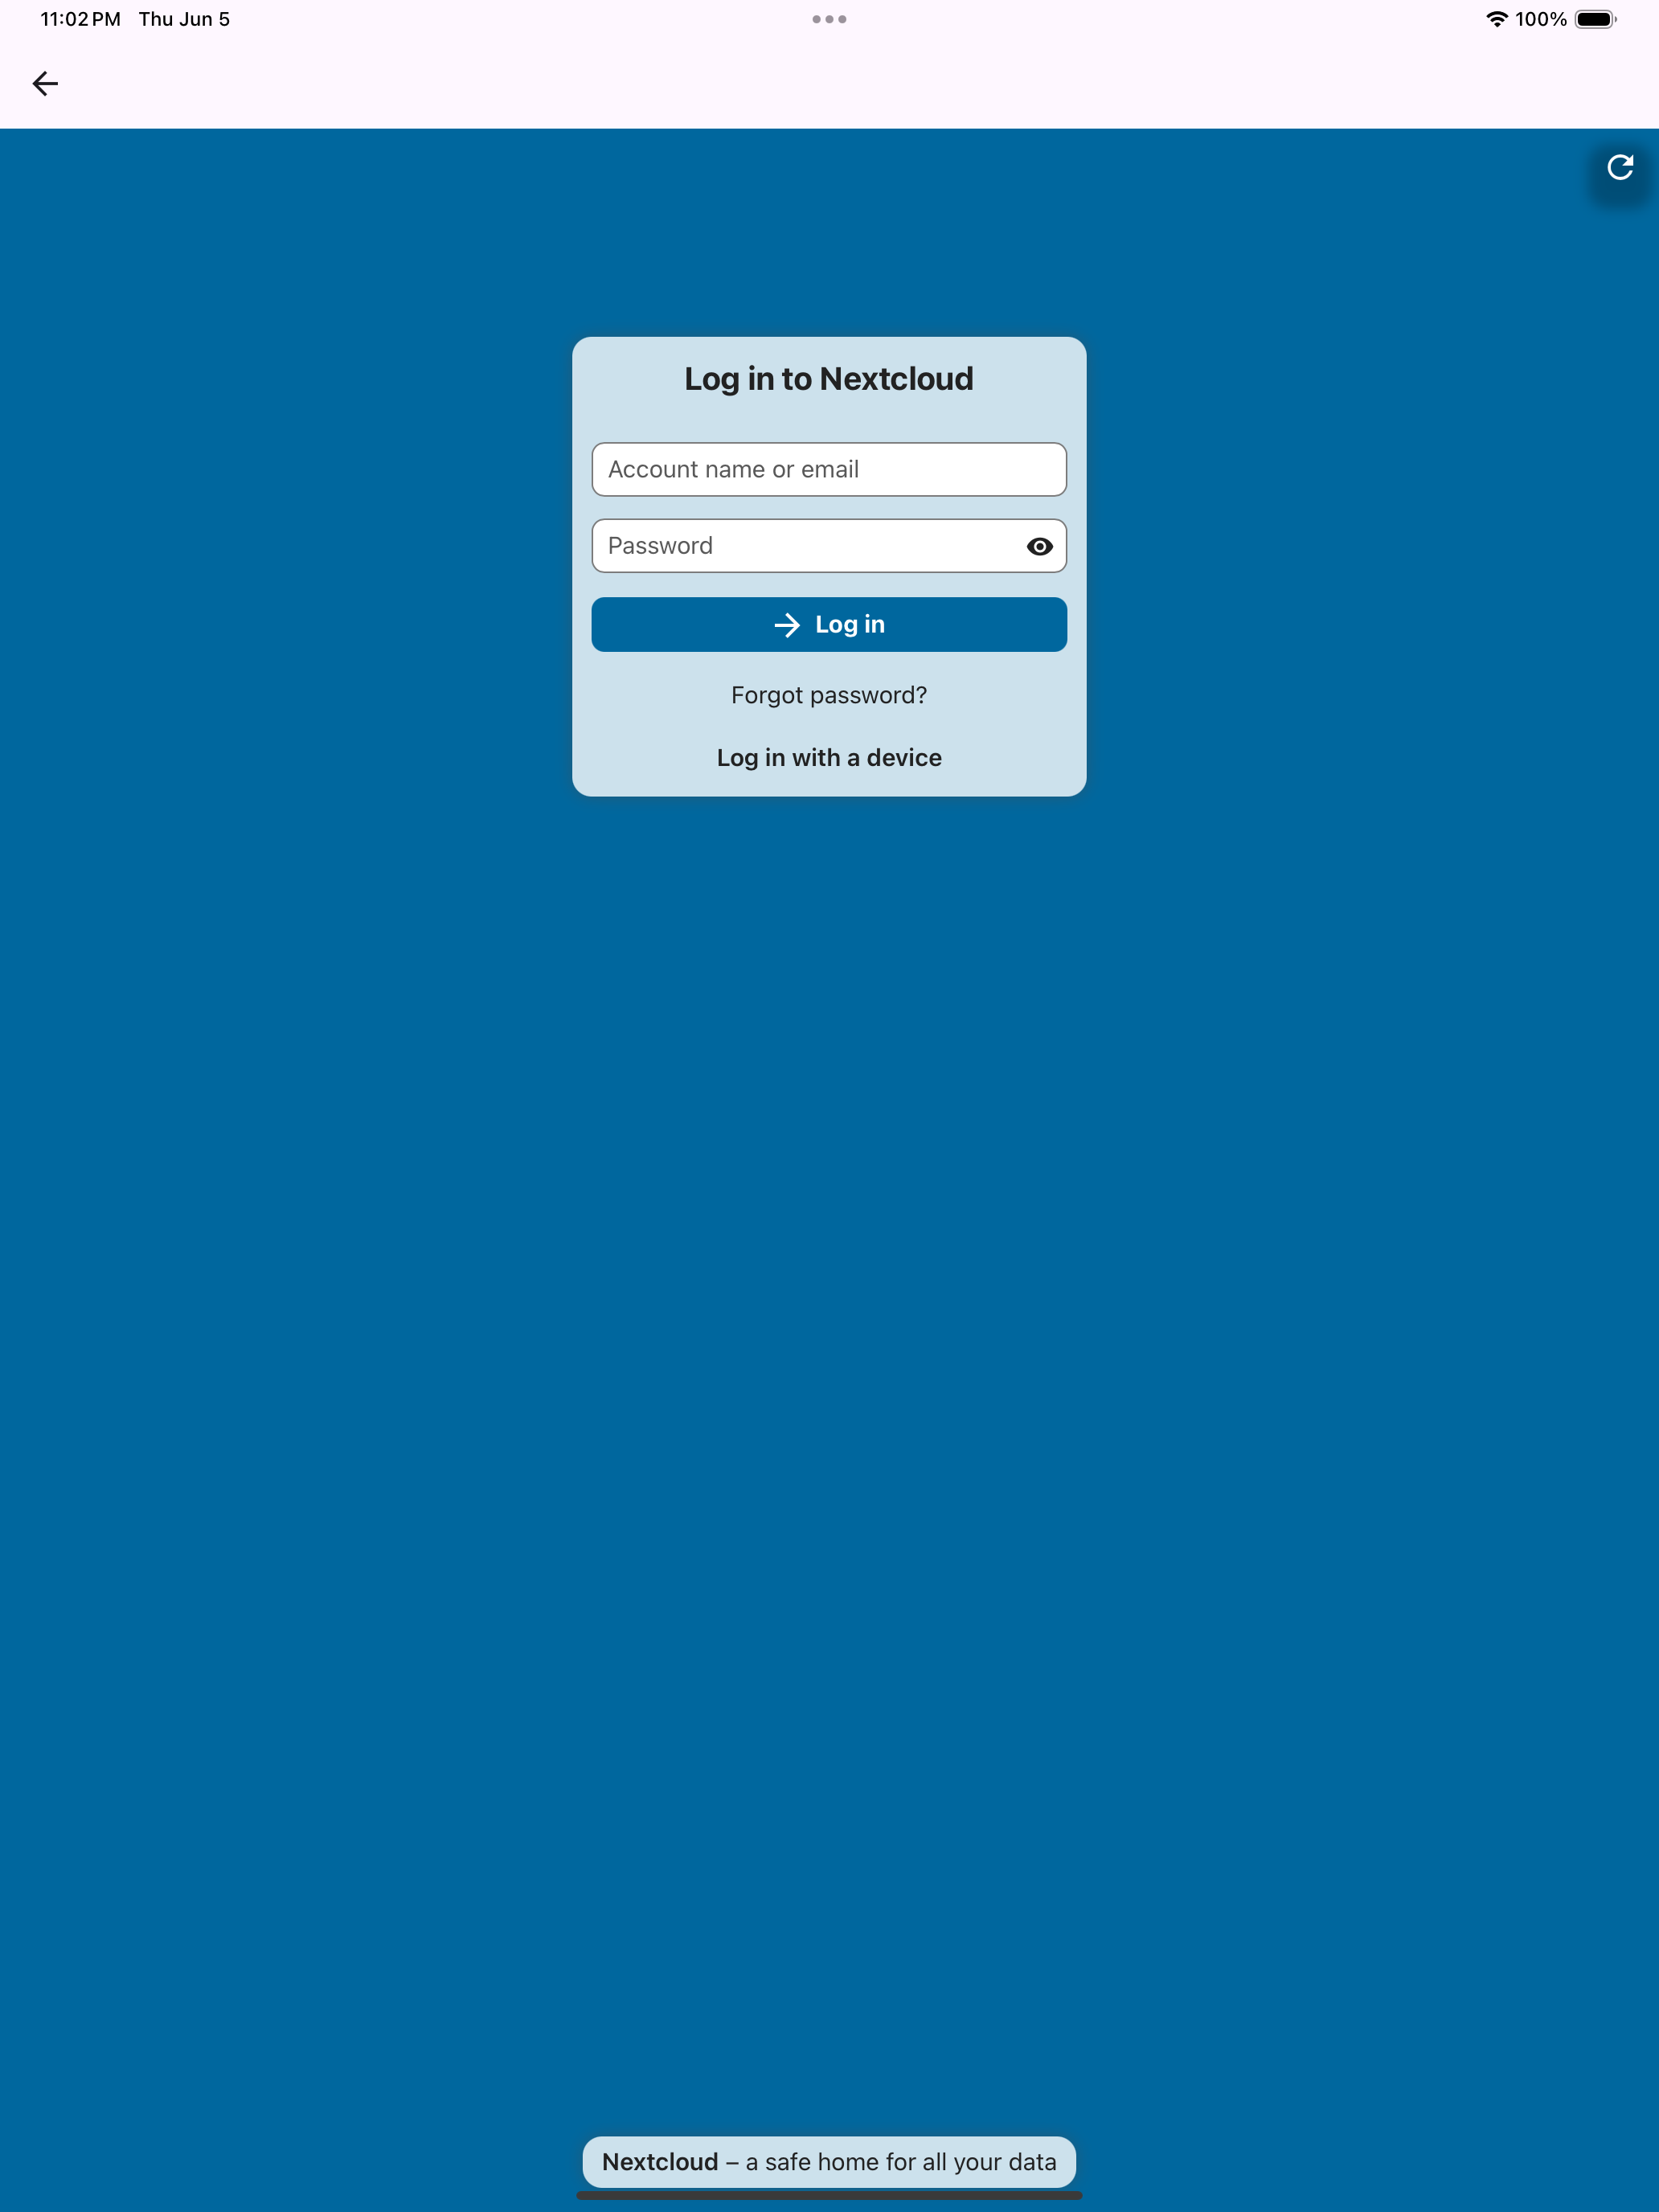 11:02 PM Thu Jun 5
100%
Log in to Nextcloud
Account name or email
Password
Log in
Forgot password?
Log in with a device
Nextcloud – a safe home for all your data